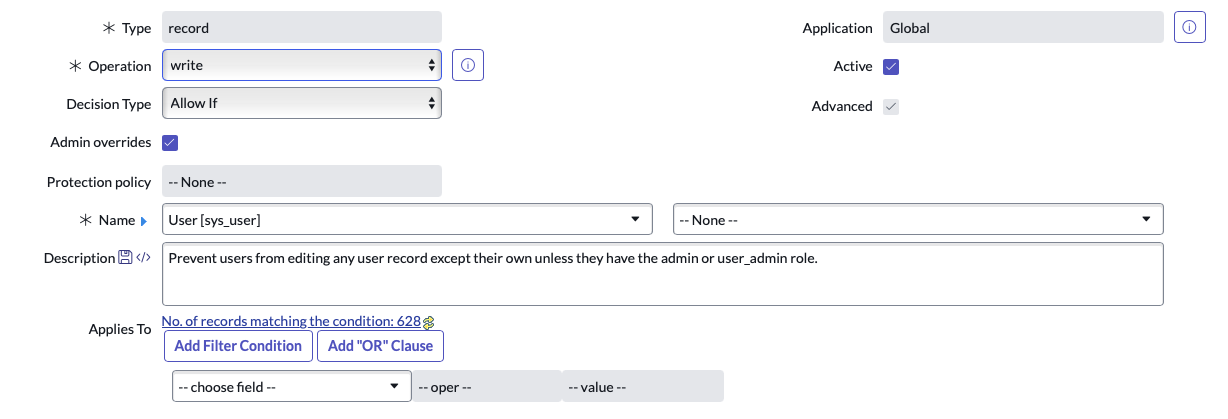 Type record Application Global
Operation write Active
Decision Type Allow If Advanced
Admin overrides
Protection policy -- None --
Name User [sys_user] -- None --
Description </> Prevent users from editing any user record except their own unless they have the admin or user_admin role.
Applies To No. of records matching the condition: 628
Add Filter Condition Add "OR" Clause
-- choose field -- -- oper -- -- value --